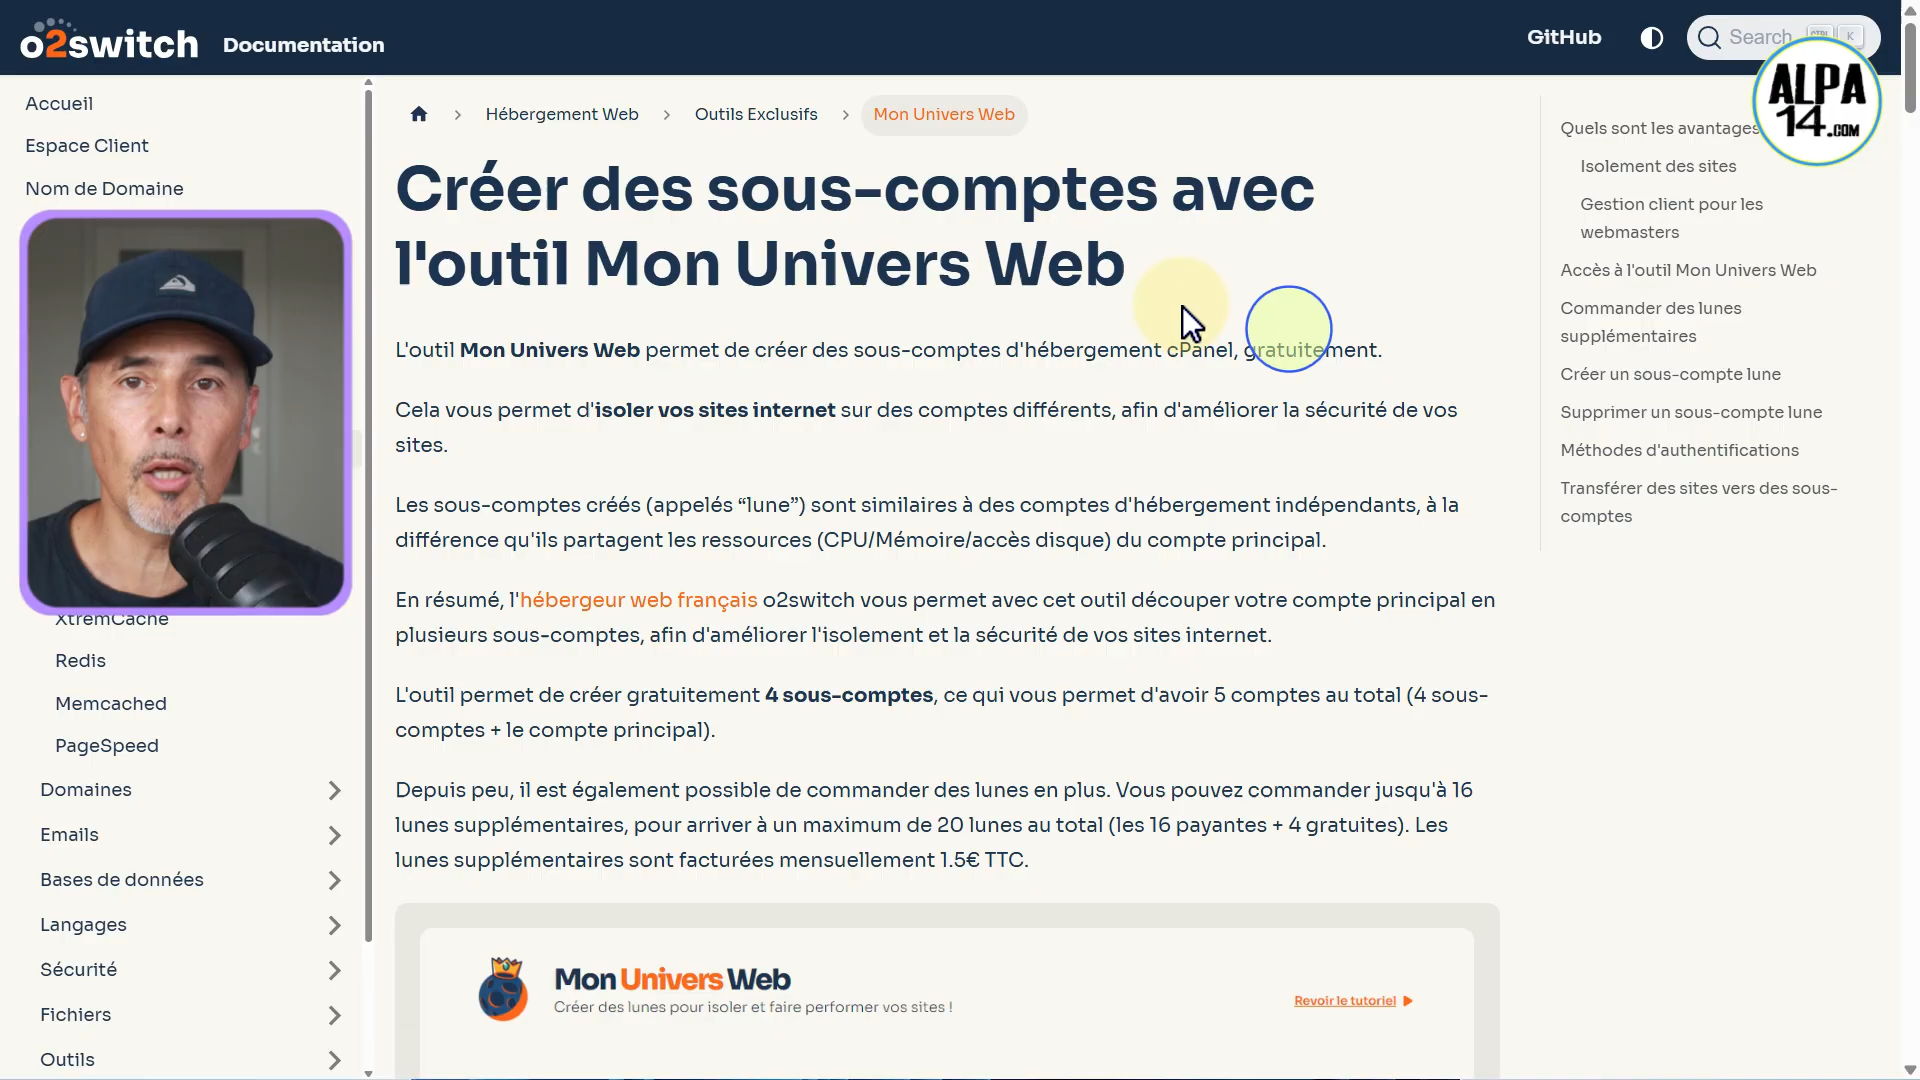 o2switch
Documentation
GitHub
Search
CTRL K
ALPA
14.COM
Accueil
Espace Client
Nom de Domaine
XtremCache
Redis
Memcached
PageSpeed
Domaines
Emails
Bases de données
Langages
Sécurité
Fichiers
Outils
Hébergement Web
Outils Exclusifs
Mon Univers Web
Créer des sous-comptes avec
l'outil Mon Univers Web
L'outil Mon Univers Web permet de créer des sous-comptes d'hébergement cPanel, gratuitement.
Cela vous permet d'isoler vos sites internet sur des comptes différents, afin d'améliorer la sécurité de vos
sites.
Les sous-comptes créés (appelés “lune”) sont similaires à des comptes d'hébergement indépendants, à la
différence qu'ils partagent les ressources (CPU/Mémoire/accès disque) du compte principal.
En résumé, l'hébergeur web français o2switch vous permet avec cet outil découper votre compte principal en
plusieurs sous-comptes, afin d'améliorer l'isolement et la sécurité de vos sites internet.
L'outil permet de créer gratuitement 4 sous-comptes, ce qui vous permet d'avoir 5 comptes au total (4 sous-
comptes + le compte principal).
Depuis peu, il est également possible de commander des lunes en plus. Vous pouvez commander jusqu'à 16
lunes supplémentaires, pour arriver à un maximum de 20 lunes au total (les 16 payantes + 4 gratuites). Les
lunes supplémentaires sont facturées mensuellement 1.5€ TTC.
Mon Univers Web
Créer des lunes pour isoler et faire performer vos sites !
Revoir le tutoriel
Quels sont les avantages
Isolement des sites
Gestion client pour les
webmasters
Accès à l'outil Mon Univers Web
Commander des lunes
supplémentaires
Créer un sous-compte lune
Supprimer un sous-compte lune
Méthodes d'authentifications
Transférer des sites vers des sous-
comptes